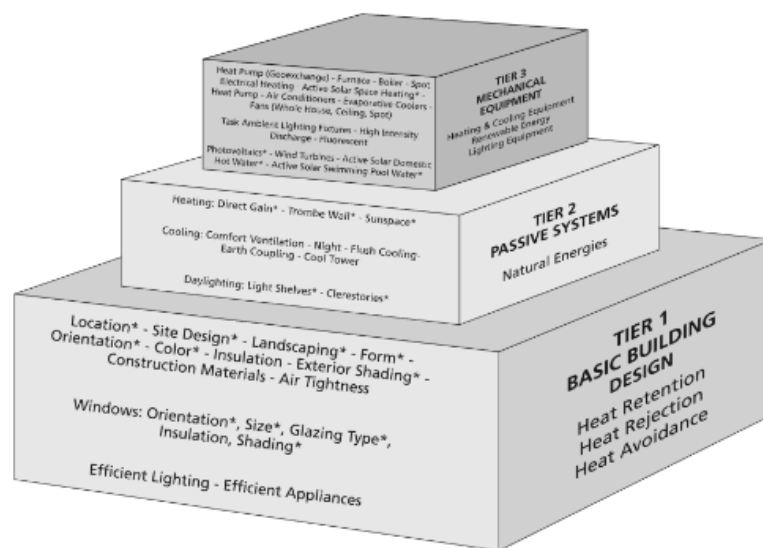 Heat Pump (Geoexchange) - Furnace - Boiler - Spot
Electrical Heating - Active Solar Space Heating* -
Heat Pump - Air Conditioners - Evaporative Coolers -
Fans (Whole House, Ceiling, Spot)
Task Ambient Lighting Fixtures - High Intensity
Discharge - Fluorescent
Photovoltaics* - Wind Turbines - Active Solar Domestic
Hot Water* - Active Solar Swimming Pool Water*
TIER 3
MECHANICAL
EQUIPMENT
Heating & Cooling Equipment
Renewable Energy
Lighting Equipment
Heating: Direct Gain* - Trombe Wall* - Sunspace*
Cooling: Comfort Ventilation - Night - Flush Cooling-
Earth Coupling - Cool Tower
Daylighting: Light Shelves* - Clerestories*
TIER 2
PASSIVE SYSTEMS
Natural Energies
Location* - Site Design* - Landscaping* - Form* -
Orientation* - Color* - Insulation - Exterior Shading* -
Construction Materials - Air Tightness
Windows: Orientation*, Size*, Glazing Type*,
Insulation, Shading*
Efficient Lighting - Efficient Appliances
TIER 1
BASIC BUILDING
DESIGN
Heat Retention
Heat Rejection
Heat Avoidance